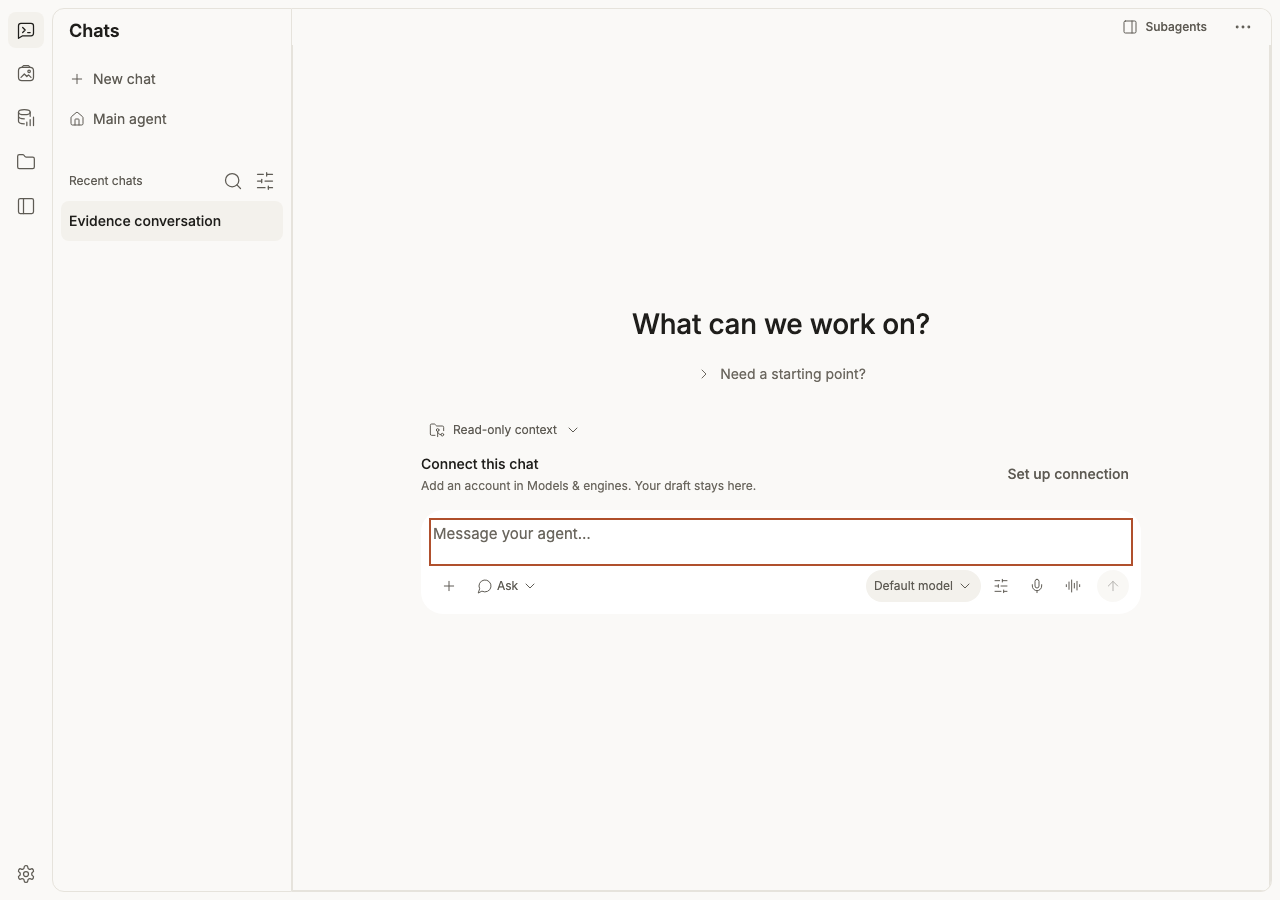 Chats
New chat
Main agent
Recent chats
Evidence conversation
Subagents
What can we work on?
Need a starting point?
Read-only context
Connect this chat
Add an account in Models & engines. Your draft stays here.
Set up connection
Message your agent...
Ask
Default model